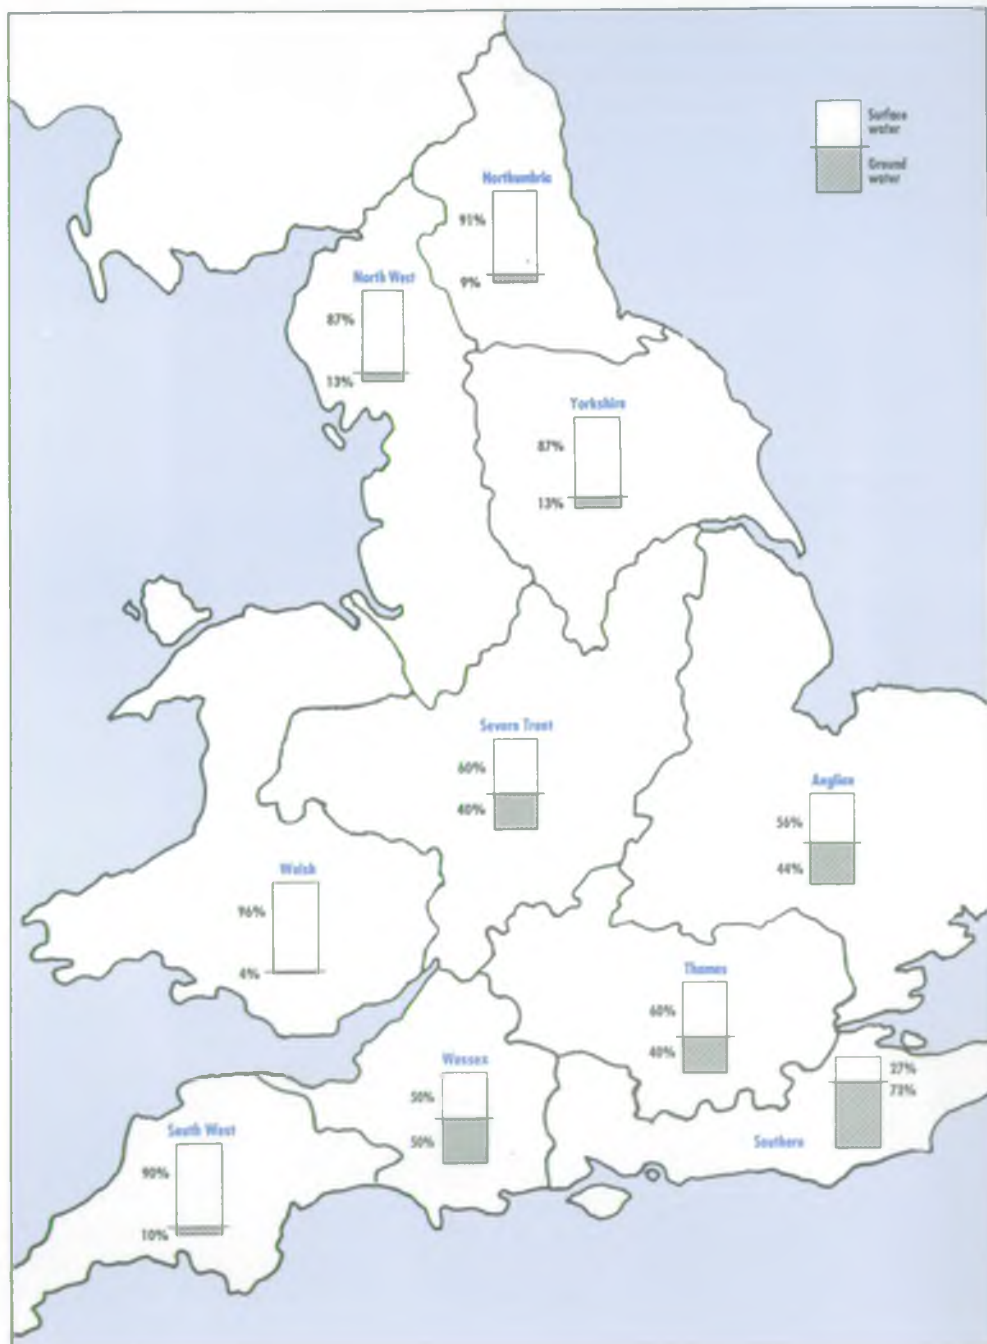 Surface
water
Ground
water
Northumbria
91%
9%
North West
87%
13%
Yorkshire
87%
13%
Severn Trent
60%
40%
Anglian
56%
44%
Welsh
96%
4%
Thames
60%
40%
Wessex
50%
50%
27%
73%
Southern
South West
90%
10%